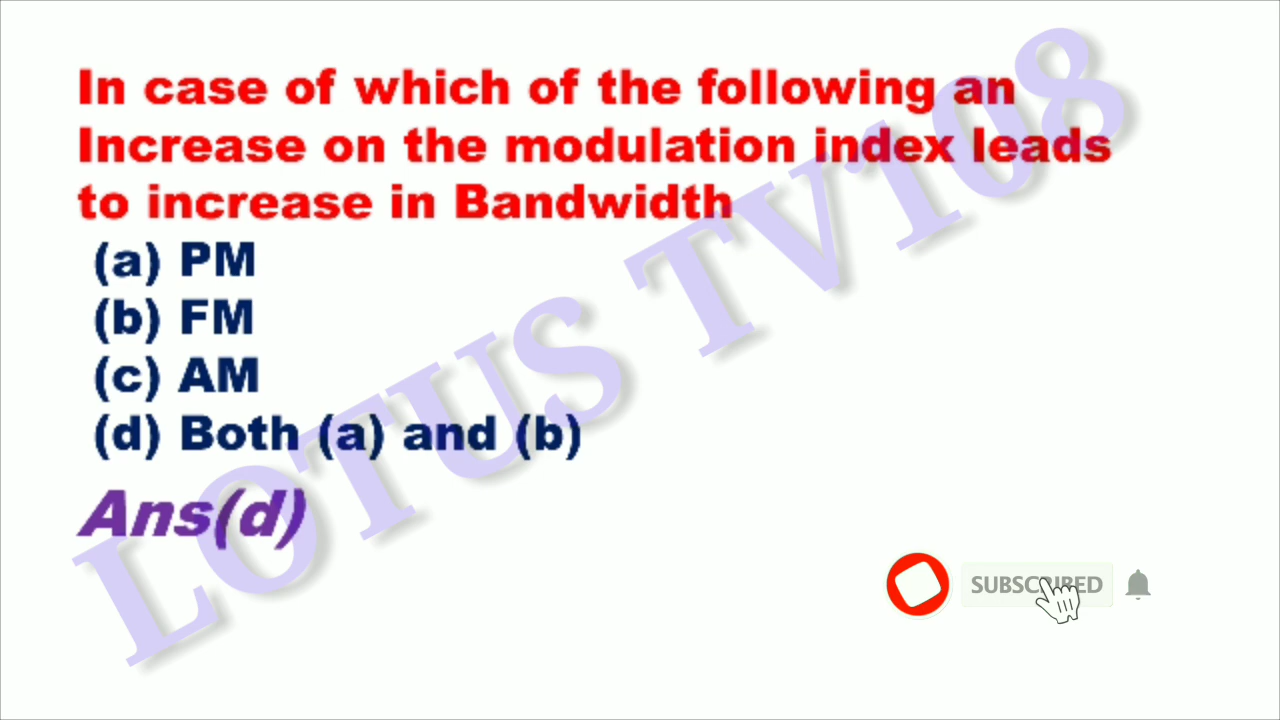 In case of which of the following an
Increase on the modulation index leads
to increase in Bandwidth
(a) PM
(b) FM
(c) AM
(d) Both (a) and (b)
Ans(d)
LOTUS TV108
SUBSCRIBED